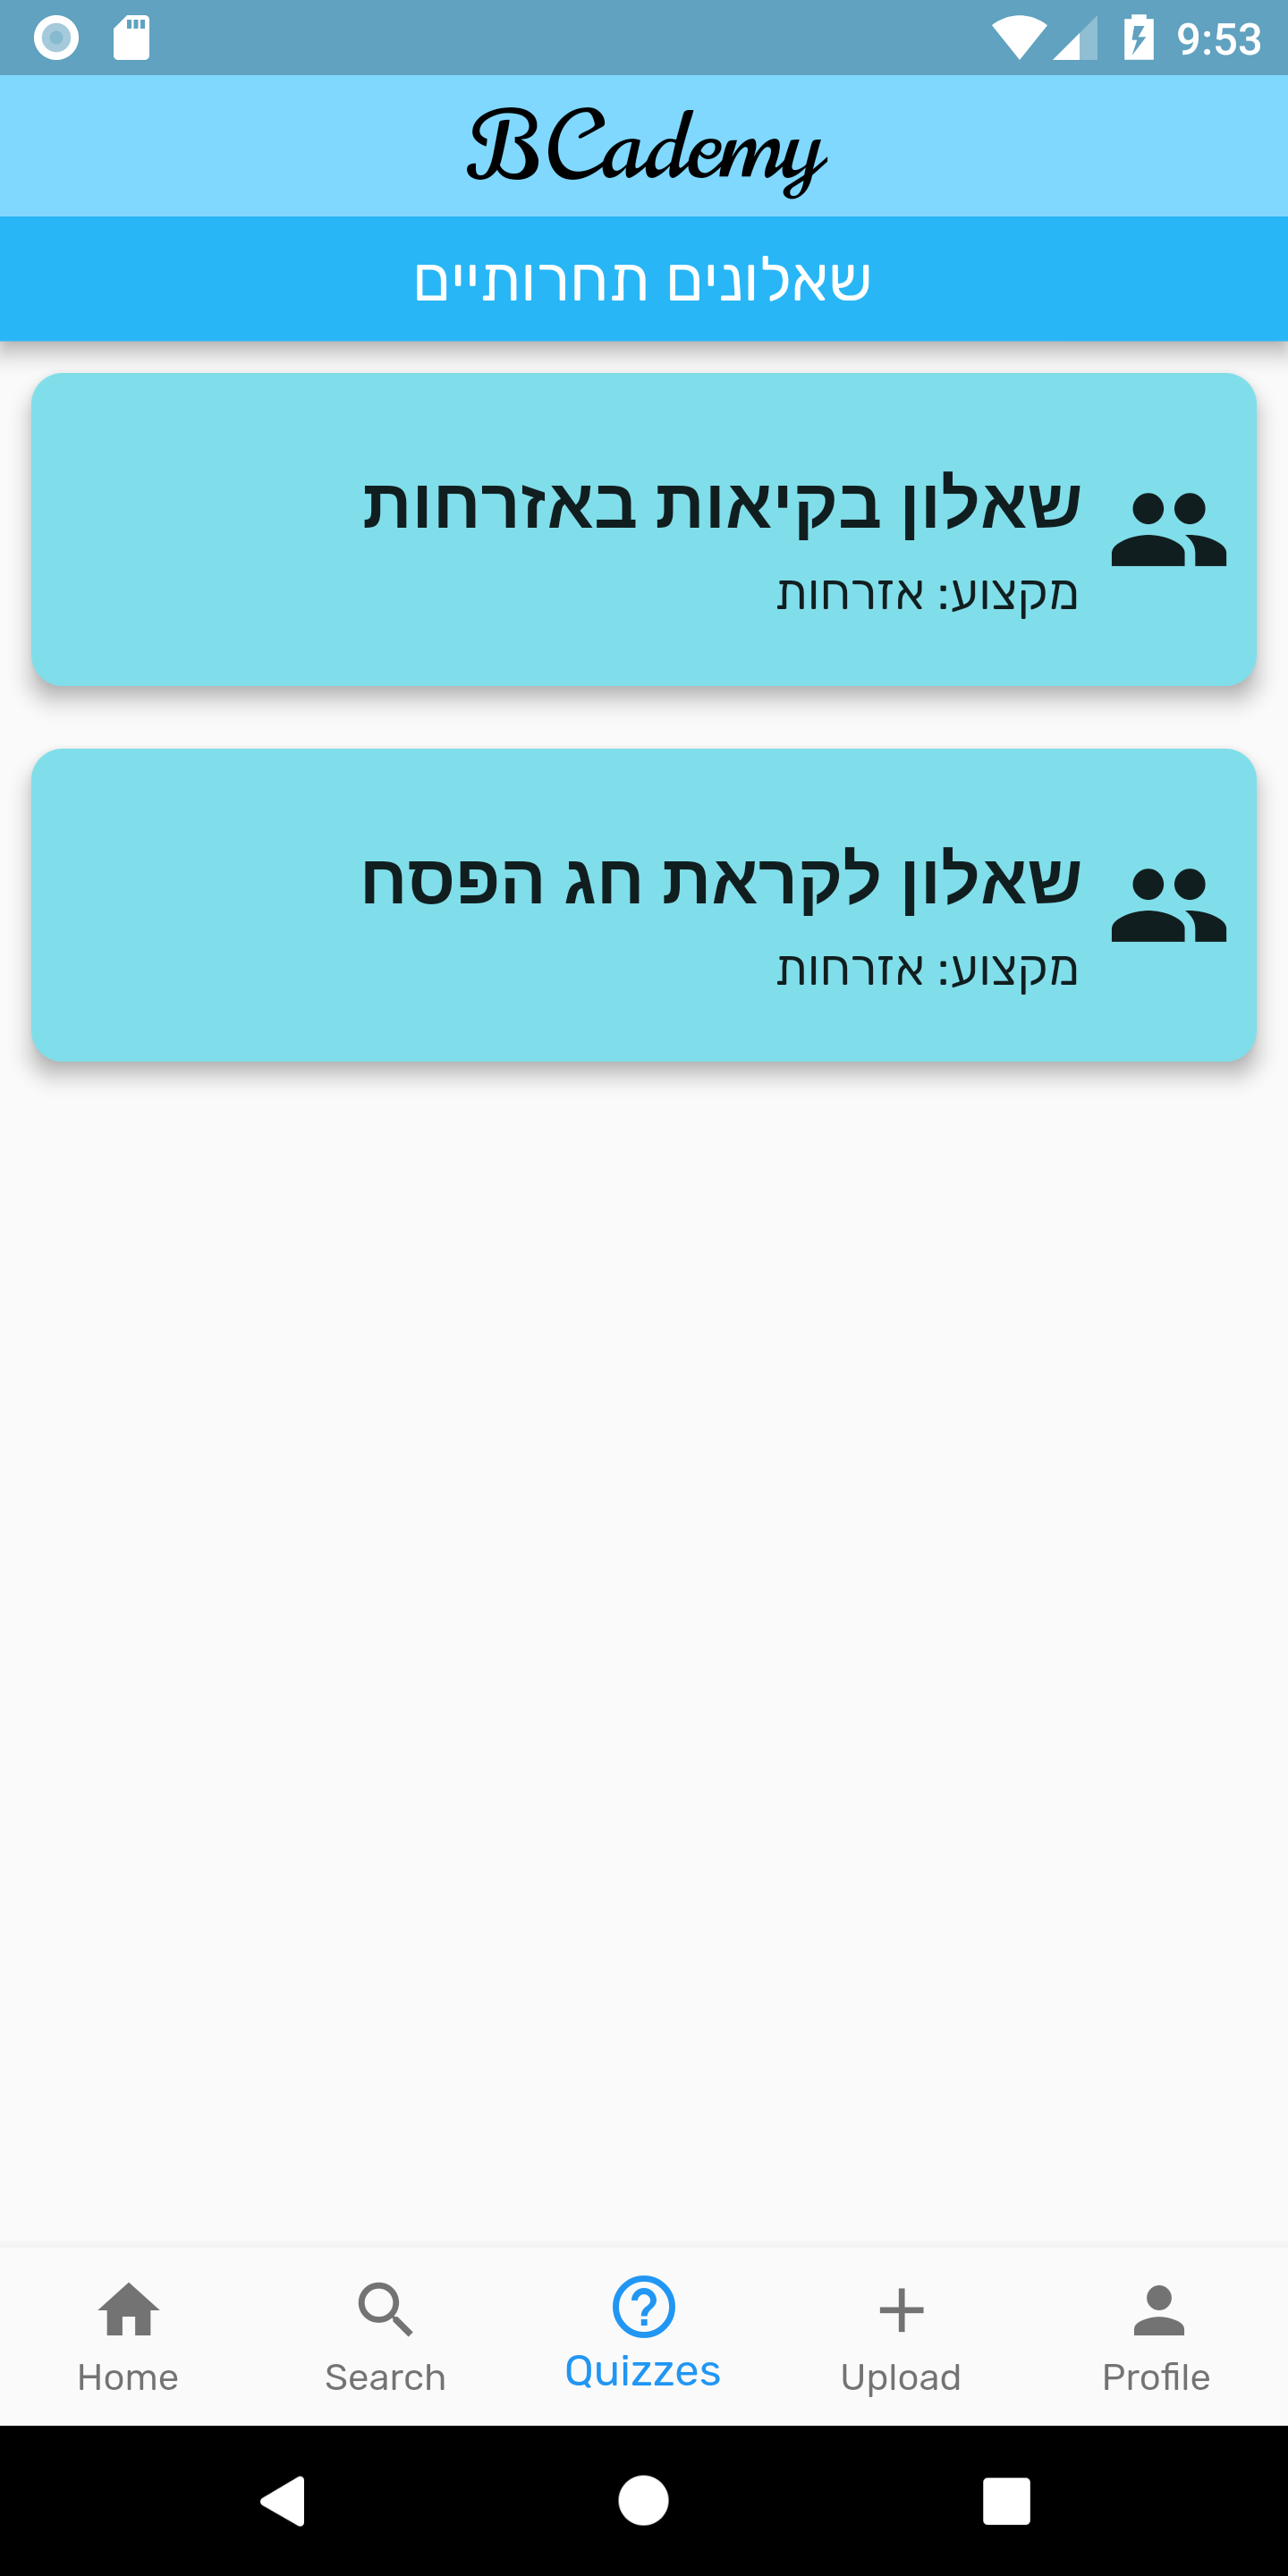 9:53
BCademy
שאלונים תחרותיים
שאלון בקיאות באזרחות
מקצוע: אזרחות
שאלון לקראת חג הפסח
מקצוע: אזרחות
Home
Search
Quizzes
Upload
Profile